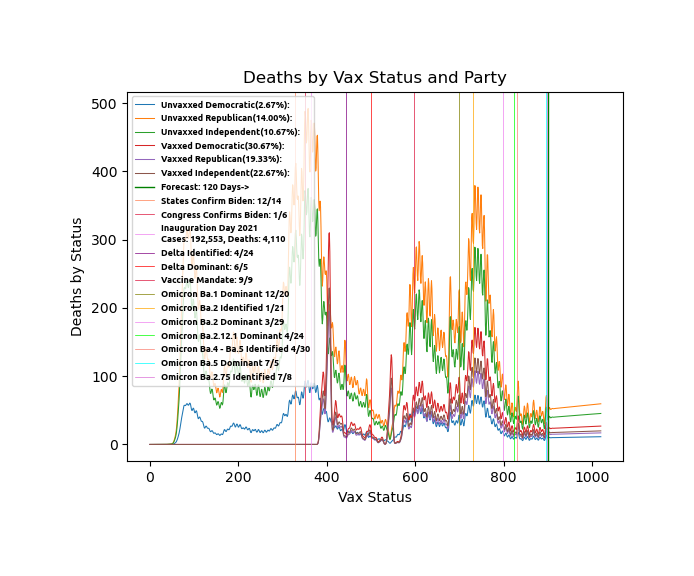 Deaths by Vax Status and Party
500
400
300
200
100
0
Deaths by Status
Unvaxxed Democratic(2.67%):
Unvaxxed Republican(14.00%):
Unvaxxed Independent(10.67%):
Vaxxed Democratic(30.67%):
Vaxxed Republican(19.33%):
Vaxxed Independent(22.67%):
Forecast: 120 Days->
States Confirm Biden: 12/14
Congress Confirms Biden: 1/6
Inauguration Day 2021
Cases: 192,553, Deaths: 4,110
Delta Identified: 4/24
Delta Dominant: 6/5
Vaccine Mandate: 9/9
Omicron Ba.1 Dominant 12/20
Omicron Ba.2 Identified 1/21
Omicron Ba.2 Dominant 3/29
Omicron Ba.2.12.1 Dominant 4/24
Omicron Ba.4 - Ba.5 Identified 4/30
Omicron Ba.5 Dominant 7/5
Omicron Ba.2.75 Identified 7/8
0 200 400 600 800 1000
Vax Status